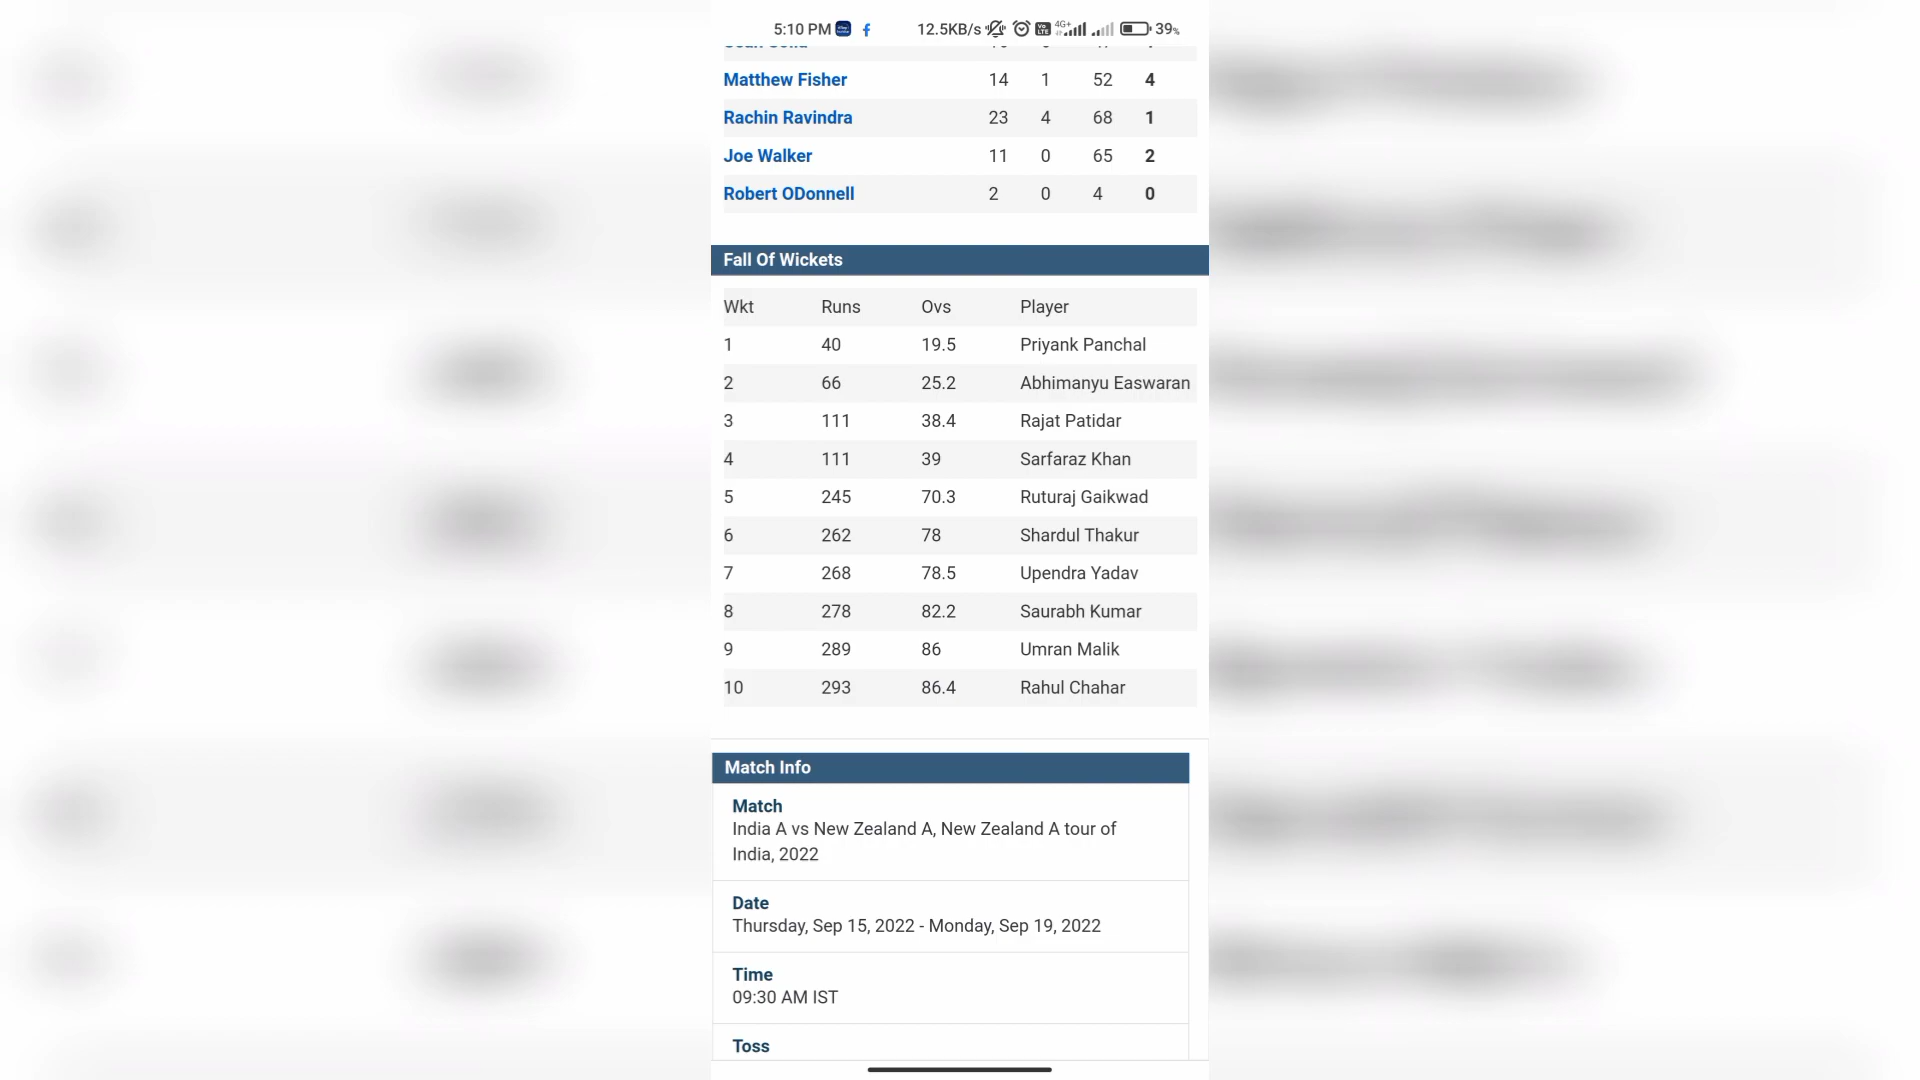 5:10 PM 12.5KB/s 4G+ 39%
Matthew Fisher 14 1 52 4
Rachin Ravindra 23 4 68 1
Joe Walker 11 0 65 2
Robert ODonnell 2 0 4 0
Fall Of Wickets
Wkt Runs Ovs Player
1 40 19.5 Priyank Panchal
2 66 25.2 Abhimanyu Easwaran
3 111 38.4 Rajat Patidar
4 111 39 Sarfaraz Khan
5 245 70.3 Ruturaj Gaikwad
6 262 78 Shardul Thakur
7 268 78.5 Upendra Yadav
8 278 82.2 Saurabh Kumar
9 289 86 Umran Malik
10 293 86.4 Rahul Chahar
Match Info
Match
India A vs New Zealand A, New Zealand A tour of
India, 2022
Date
Thursday, Sep 15, 2022 - Monday, Sep 19, 2022
Time
09:30 AM IST
Toss